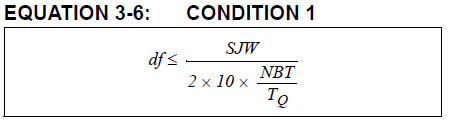 EQUATION 3-6: CONDITION 1
df ≤ SJW
2 × 10 × NBT
T_Q